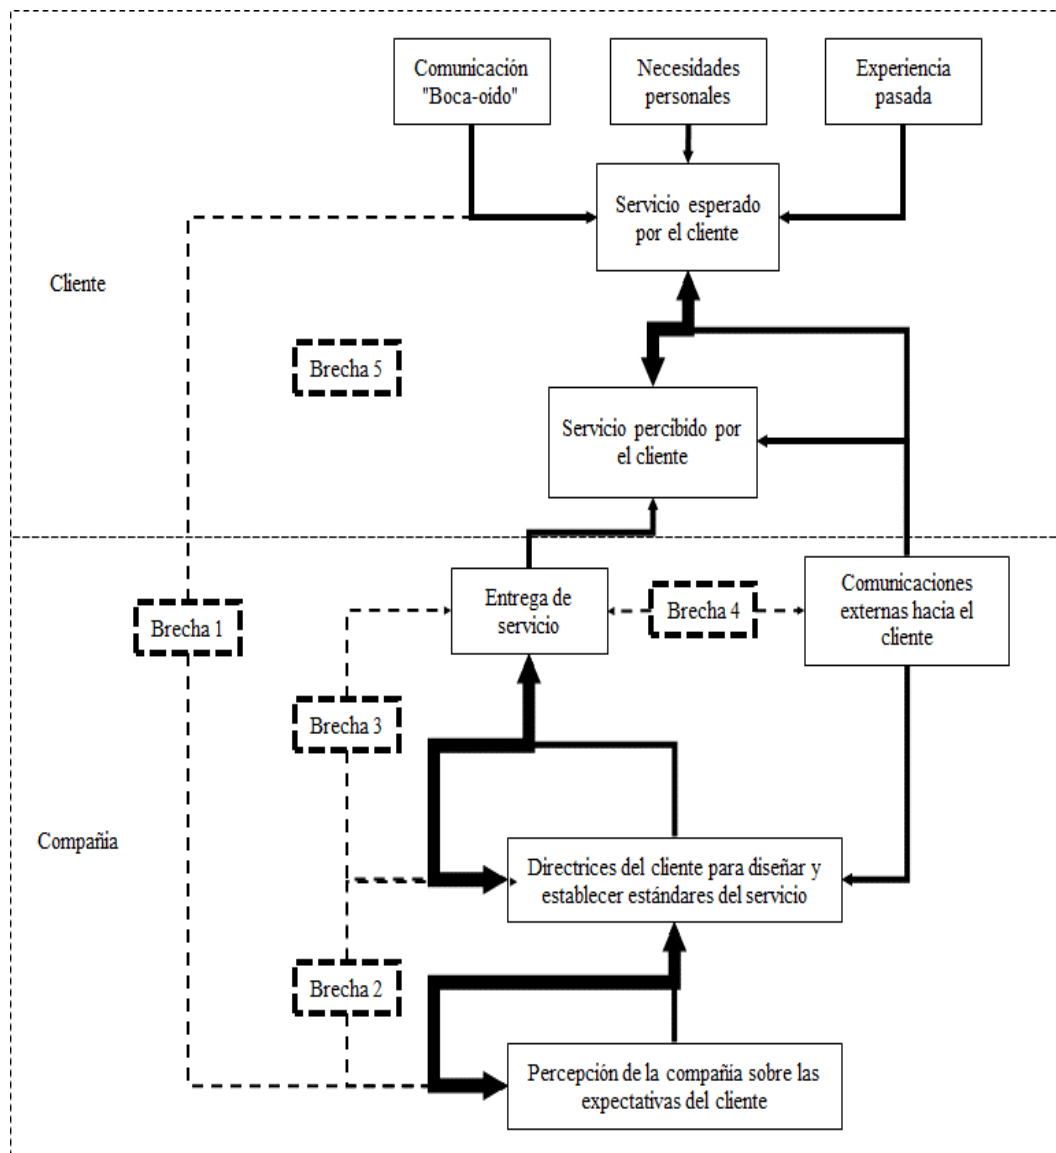 Comunicación
"Boca-oido"
Necesidades
personales
Experiencia
pasada
Servicio esperado
por el cliente
Cliente
Brecha 5
Servicio percibido por
el cliente
Entrega de
servicio
Brecha 4
Comunicaciones
externas hacia el
cliente
Brecha 1
Brecha 3
Compañia
Directrices del cliente para diseñar y
establecer estándares del servicio
Brecha 2
Percepción de la compañia sobre las
expectativas del cliente